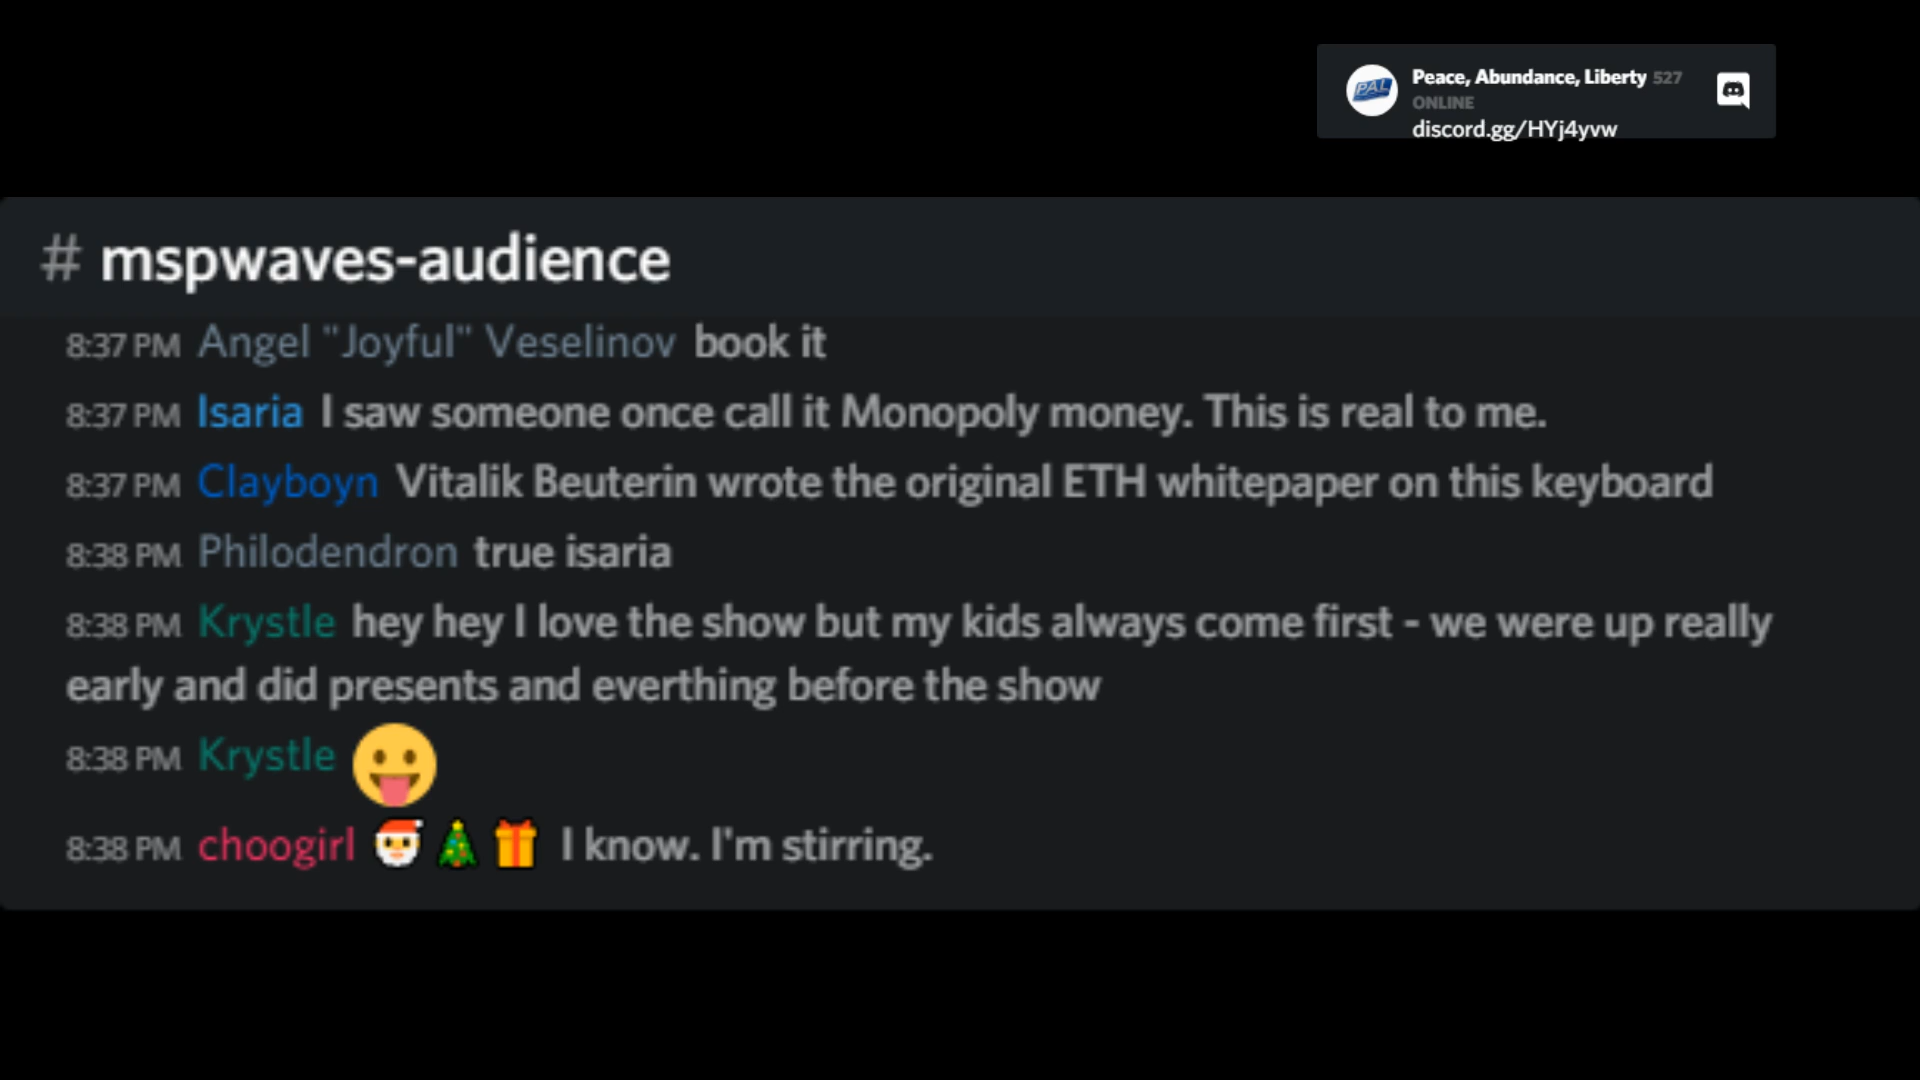 PAL
Peace, Abundance, Liberty 527
ONLINE
discord.gg/HYj4yvw
# mspwaves-audience
8:37 PM Angel "Joyful" Veselinov book it
8:37 PM Isaria I saw someone once call it Monopoly money. This is real to me.
8:37 PM Clayboyn Vitalik Beuterin wrote the original ETH whitepaper on this keyboard
8:38 PM Philodendron true isaria
8:38 PM Krystle hey hey I love the show but my kids always come first - we were up really
early and did presents and everthing before the show
8:38 PM Krystle 😛
8:38 PM choogirl 🎅🎄🎁 I know. I'm stirring.